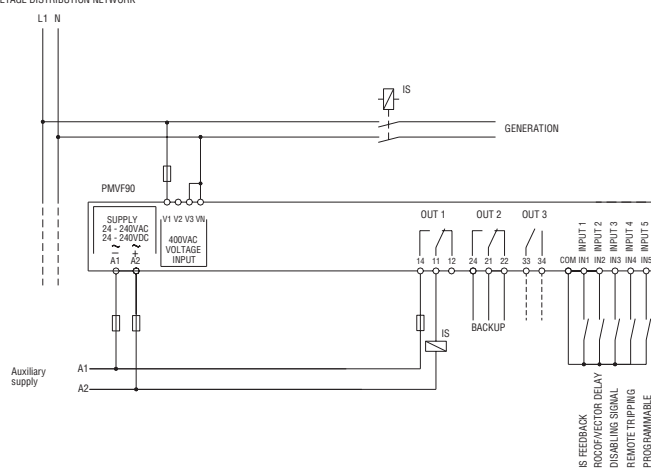 L1 N
IS
GENERATION
PMVF90
SUPPLY
24 - 240VAC
24 - 240VDC
~ ~
– +
A1 A2
V1 V2 V3 VN
400VAC
VOLTAGE
INPUT
OUT 1
OUT 2
OUT 3
14 11 12
24 21 22
33 34
INPUT 1
INPUT 2
INPUT 3
INPUT 4
INPUT 5
COM IN1 IN2 IN3 IN4 IN5
BACKUP
IS
Auxiliary
supply
A1
A2
IS FEEDBACK
ROCOF/VECTOR DELAY
DISABLING SIGNAL
REMOTE TRIPPING
PROGRAMMABLE